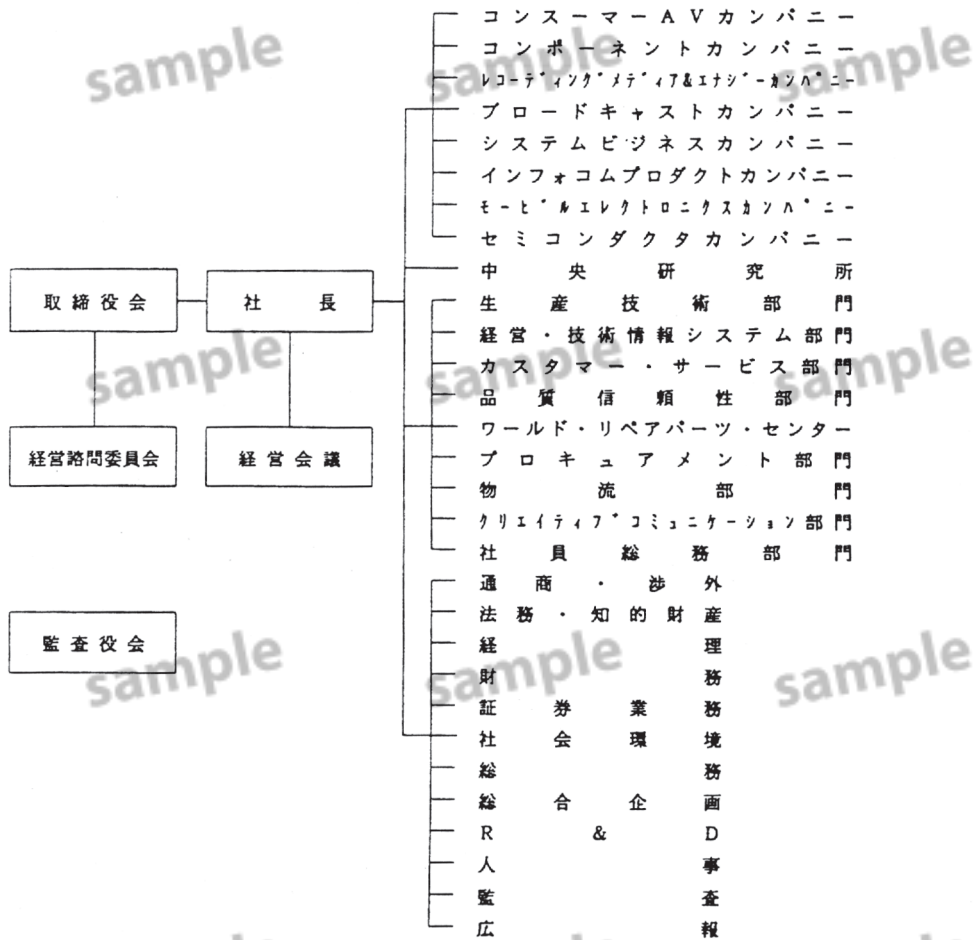 コンスーマーAVカンパニー
コンポーネントカンパニー
レコーディングメディア&エナジーカンパニー
ブロードキャストカンパニー
システムビジネスカンパニー
インフォコムプロダクトカンパニー
モービルエレクトロニクスカンパニー
セミコンダクタカンパニー
中央研究所
取締役会
社長
生産技術部門
経営・技術情報システム部門
カスタマー・サービス部門
品質信頼性部門
ワールド・リペアパーツ・センター
経営諮問委員会
経営会議
プロキュアメント部門
物流部門
クリエイティブコミュニケーション部門
社員総務部門
通商・渉外
法務・知的財産
監査役会
経理
財務
証券業務
社会環境
総務
総合企画
R&D
人事
監査
広報
sample
sample
sample
sample
sample
sample
sample
sample
sample